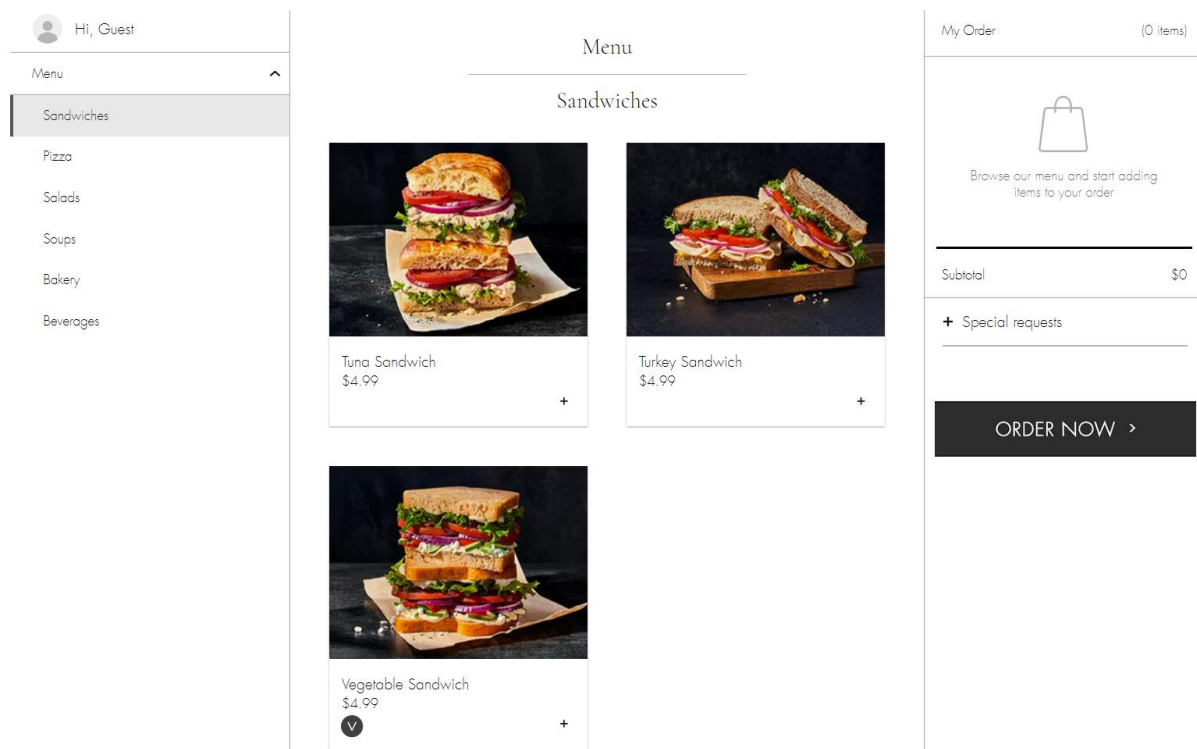 Hi, Guest
Menu
Sandwiches
Pizza
Salads
Soups
Bakery
Beverages
Menu
Sandwiches
Tuna Sandwich
$4.99
+
Turkey Sandwich
$4.99
+
Vegetable Sandwich
$4.99
V
+
My Order (0 items)
Browse our menu and start adding
items to your order
Subtotal $0
+ Special requests
ORDER NOW >